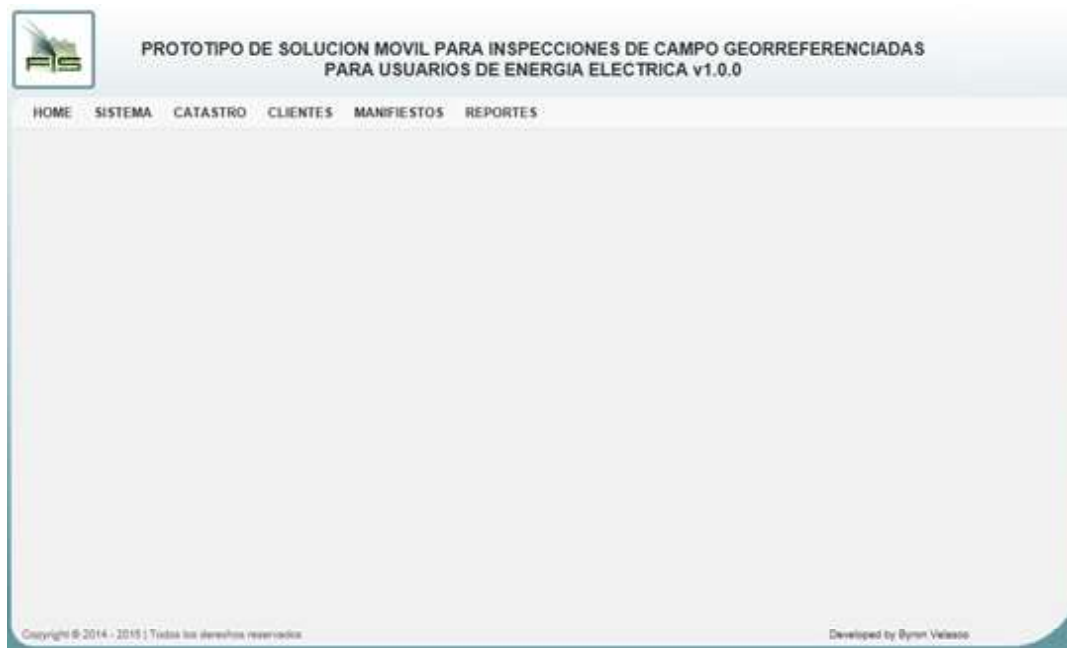 FIS
PROTOTIPO DE SOLUCION MOVIL PARA INSPECCIONES DE CAMPO GEORREFERENCIADAS
PARA USUARIOS DE ENERGIA ELECTRICA v1.0.0
HOME SISTEMA CATASTRO CLIENTES MANIFIESTOS REPORTES
Copyright © 2014 - 2015 | Todos los derechos reservados
Developed by Byron Velasco